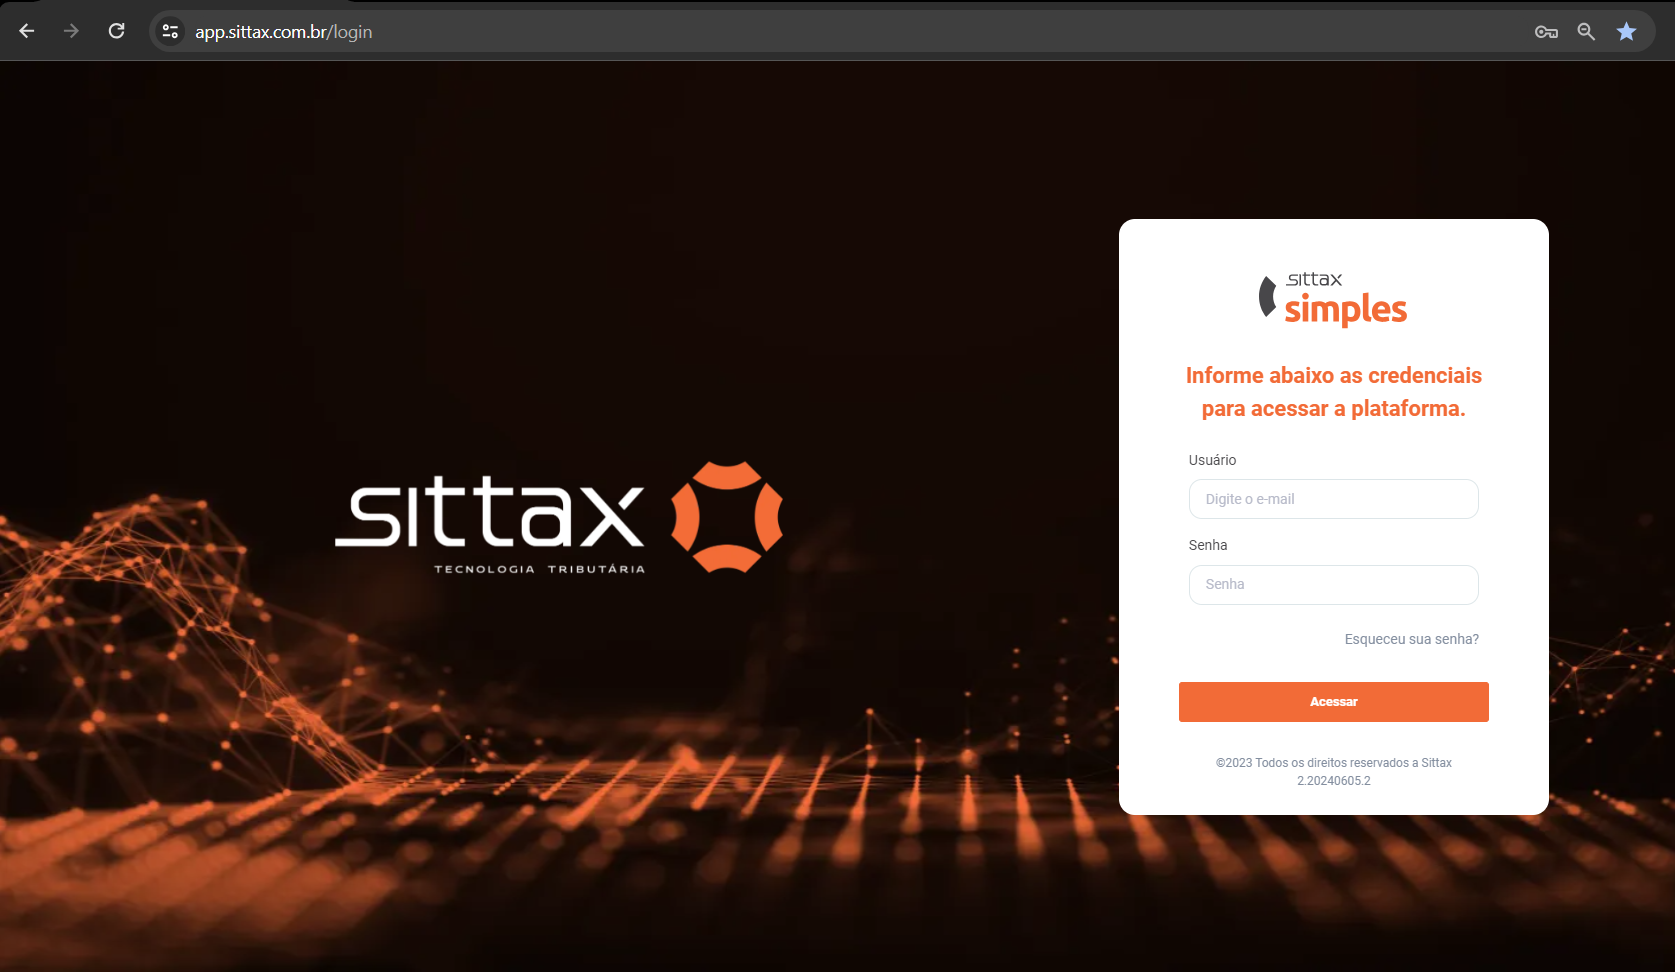 app.sittax.com.br/login
sittax
simples
Informe abaixo as credenciais
para acessar a plataforma.
Usuário
Digite o e-mail
Senha
Senha
Esqueceu sua senha?
Acessar
©2023 Todos os direitos reservados a Sittax
2.20240605.2
sittax
TECNOLOGIA TRIBUTÁRIA